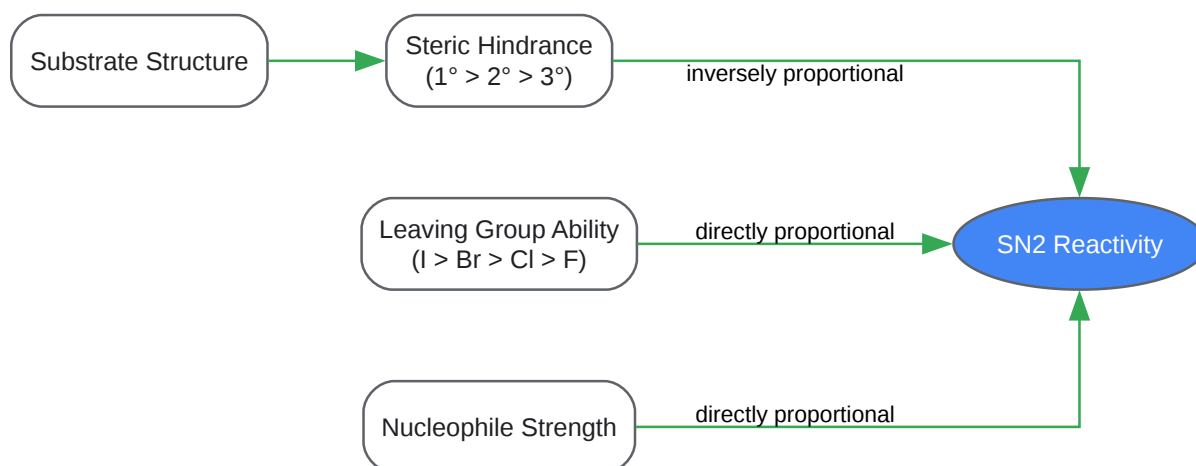 Substrate Structure
Steric Hindrance
(1° > 2° > 3°)
inversely proportional
Leaving Group Ability
(I > Br > Cl > F)
directly proportional
SN2 Reactivity
Nucleophile Strength
directly proportional